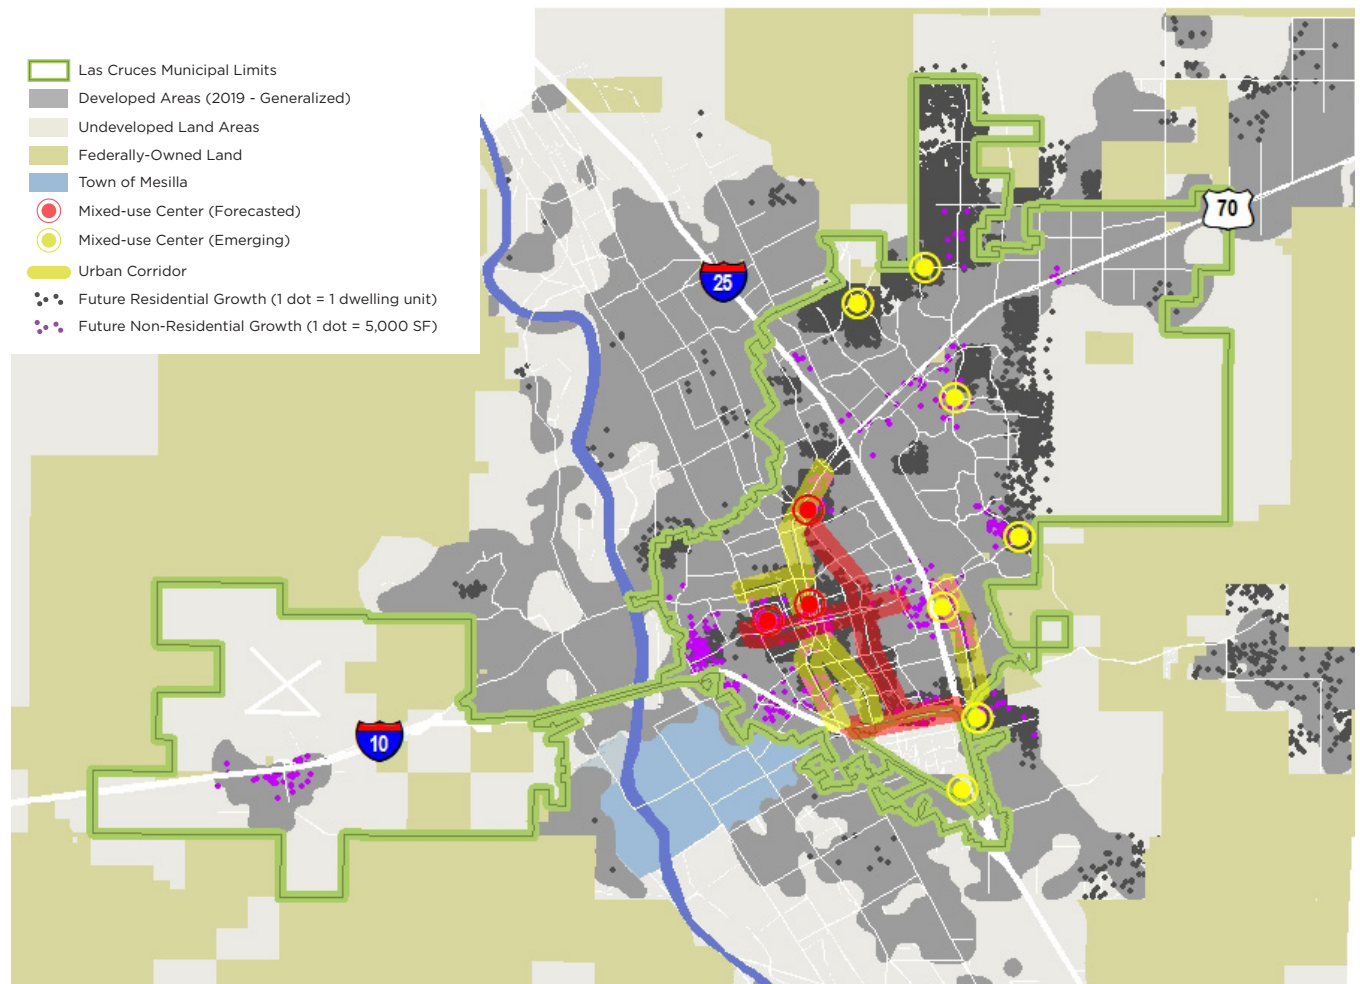 Las Cruces Municipal Limits
Developed Areas (2019 - Generalized)
Undeveloped Land Areas
Federally-Owned Land
Town of Mesilla
Mixed-use Center (Forecasted)
Mixed-use Center (Emerging)
Urban Corridor
Future Residential Growth (1 dot = 1 dwelling unit)
Future Non-Residential Growth (1 dot = 5,000 SF)
70
25
10